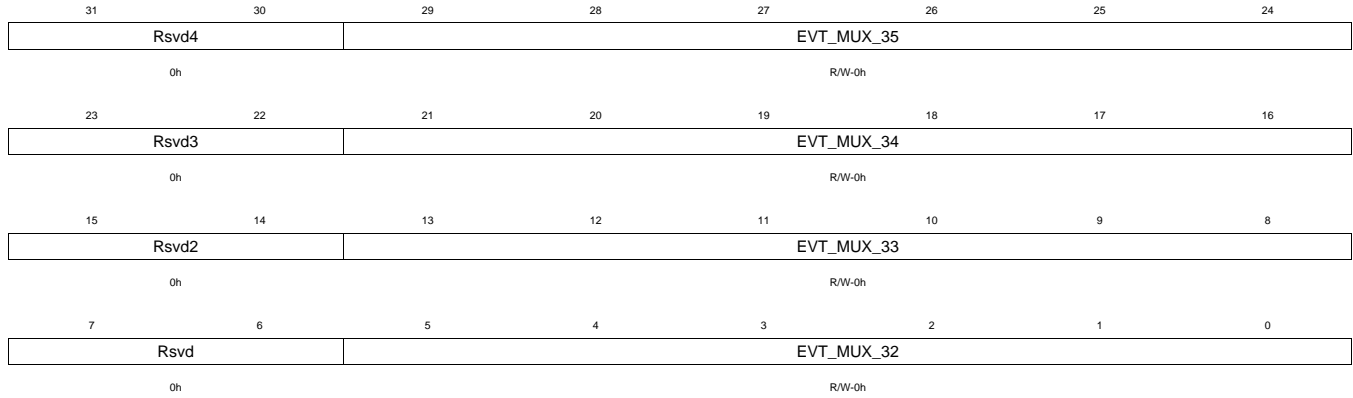 31 30 29 28 27 26 25 24
Rsvd4 EVT_MUX_35
0h R/W-0h
23 22 21 20 19 18 17 16
Rsvd3 EVT_MUX_34
0h R/W-0h
15 14 13 12 11 10 9 8
Rsvd2 EVT_MUX_33
0h R/W-0h
7 6 5 4 3 2 1 0
Rsvd EVT_MUX_32
0h R/W-0h